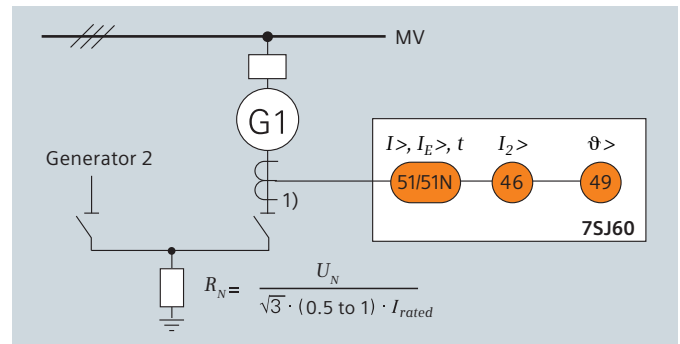 MV
G1
I>, I_E>, t I_2> ϑ>
Generator 2
51/51N 46 49
1)
7SJ60
R_N = U_N / √3 · (0.5 to 1) · I_rated